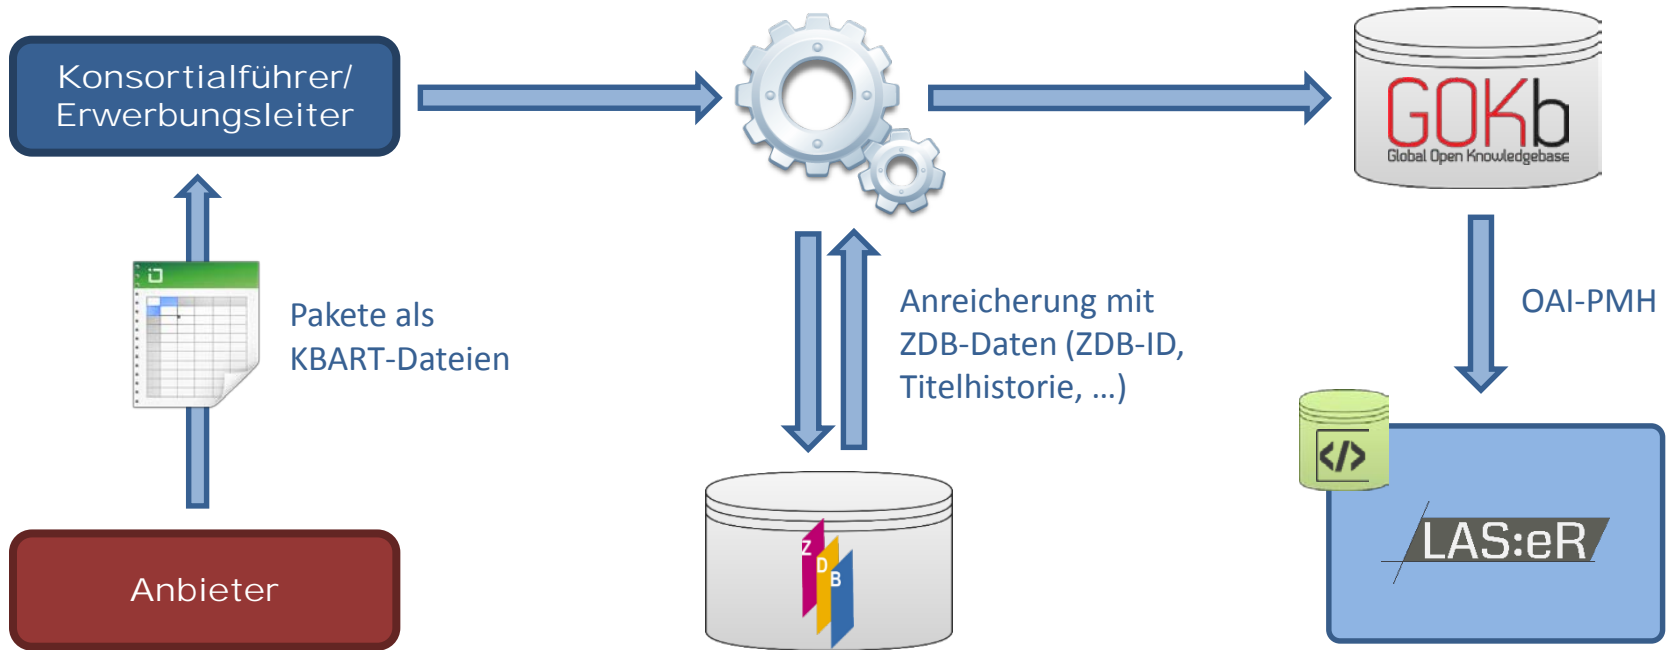 Konsortialführer/
Erwerbungsleiter
GOKb
Global Open Knowledgebase
Pakete als
KBART-Dateien
Anreicherung mit
ZDB-Daten (ZDB-ID,
Titelhistorie, ...)
OAI-PMH
</>
LAS:eR
Z
D
B
Anbieter